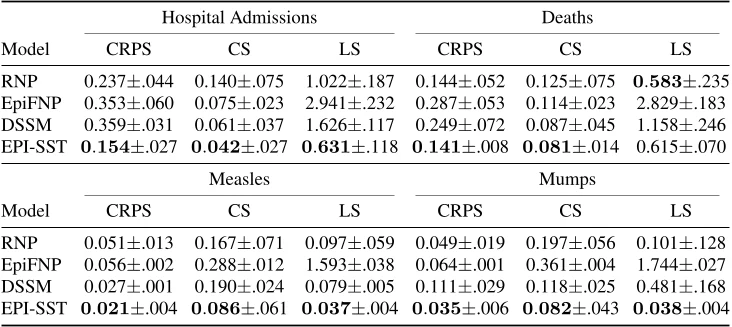 Hospital Admissions Deaths
Model CRPS CS LS CRPS CS LS
RNP 0.237±.044 0.140±.075 1.022±.187 0.144±.052 0.125±.075 0.583±.235
EpiFNP 0.353±.060 0.075±.023 2.941±.232 0.287±.053 0.114±.023 2.829±.183
DSSM 0.359±.031 0.061±.037 1.626±.117 0.249±.072 0.087±.045 1.158±.246
EPI-SST 0.154±.027 0.042±.027 0.631±.118 0.141±.008 0.081±.014 0.615±.070
Measles Mumps
Model CRPS CS LS CRPS CS LS
RNP 0.051±.013 0.167±.071 0.097±.059 0.049±.019 0.197±.056 0.101±.128
EpiFNP 0.056±.002 0.288±.012 1.593±.038 0.064±.001 0.361±.004 1.744±.027
DSSM 0.027±.001 0.190±.024 0.079±.005 0.111±.029 0.118±.025 0.481±.168
EPI-SST 0.021±.004 0.086±.061 0.037±.004 0.035±.006 0.082±.043 0.038±.004